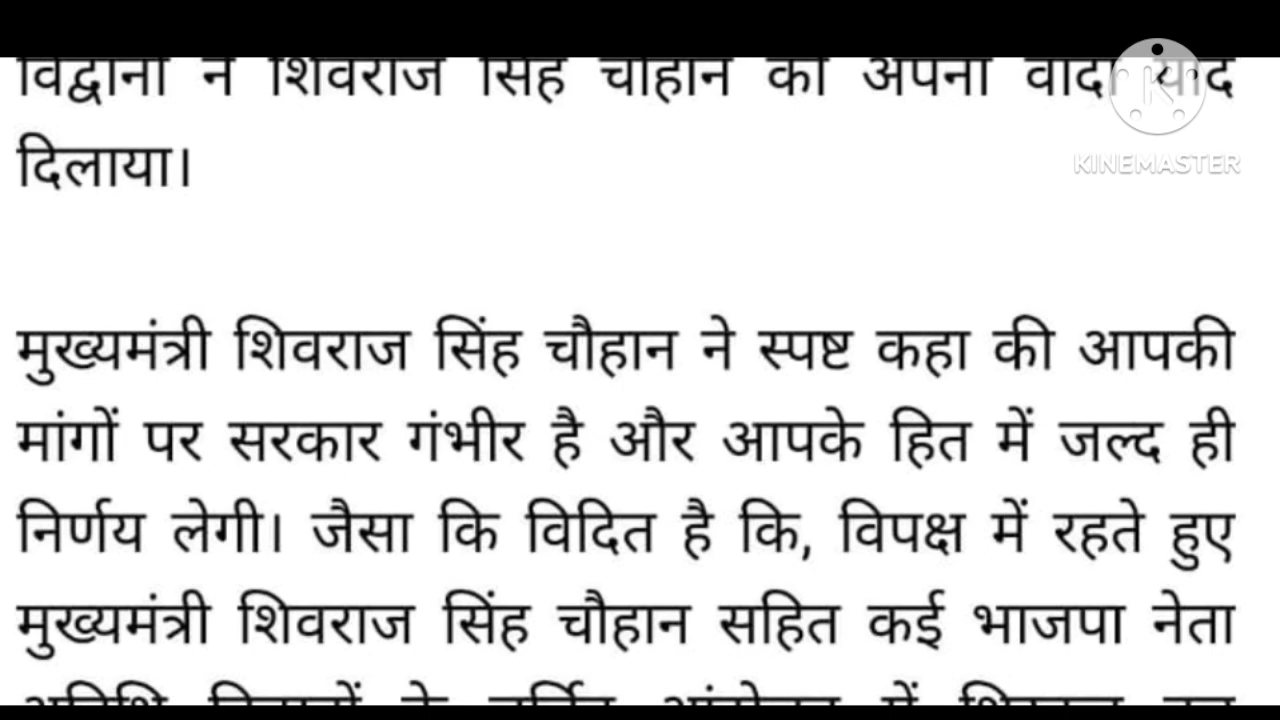 विद्वानों ने शिवराज सिंह चौहान को अपना वादा याद
दिलाया।
KINEMASTER
मुख्यमंत्री शिवराज सिंह चौहान ने स्पष्ट कहा की आपकी
मांगों पर सरकार गंभीर है और आपके हित में जल्द ही
निर्णय लेगी। जैसा कि विदित है कि, विपक्ष में रहते हुए
मुख्यमंत्री शिवराज सिंह चौहान सहित कई भाजपा नेता